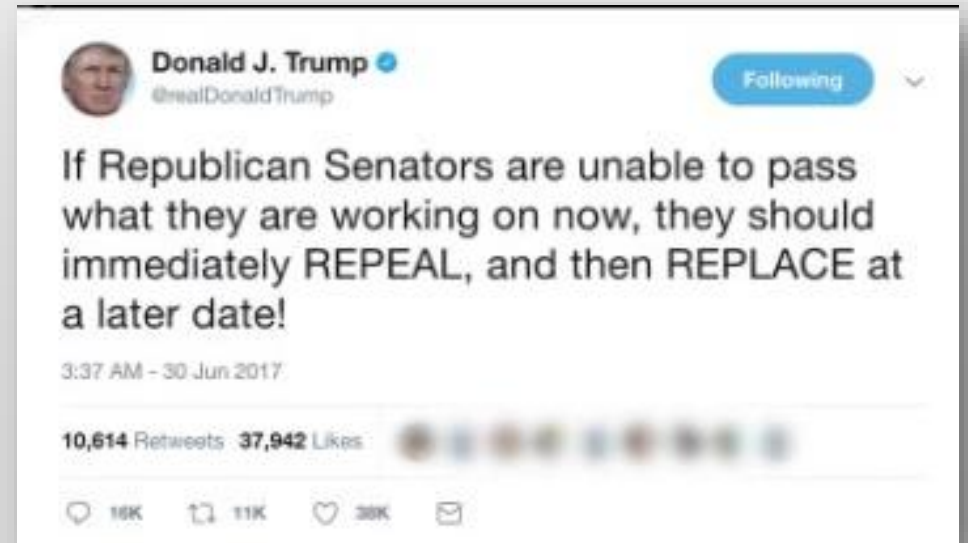 Donald J. Trump
@realDonaldTrump
Following
If Republican Senators are unable to pass
what they are working on now, they should
immediately REPEAL, and then REPLACE at
a later date!
3:37 AM - 30 Jun 2017
10,614 Retweets 37,942 Likes
16K 11K 38K